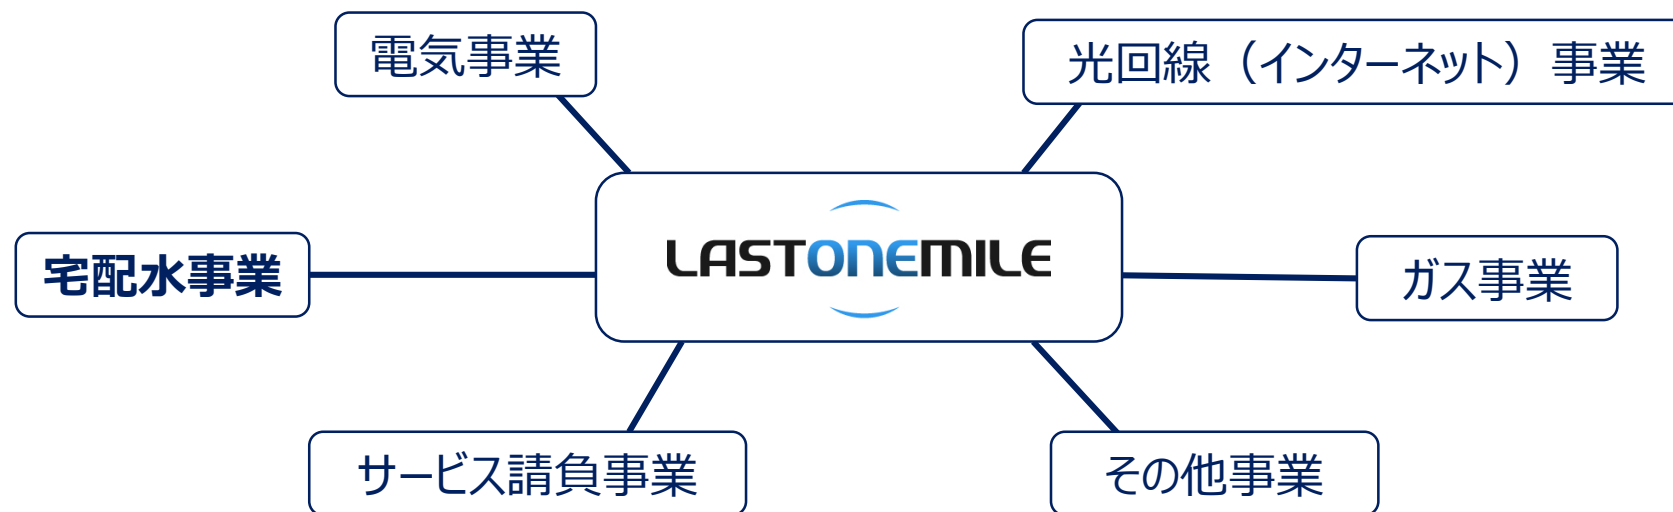 電気事業
光回線（インターネット）事業
LASTONEMILE
宅配水事業
ガス事業
サービス請負事業
その他事業